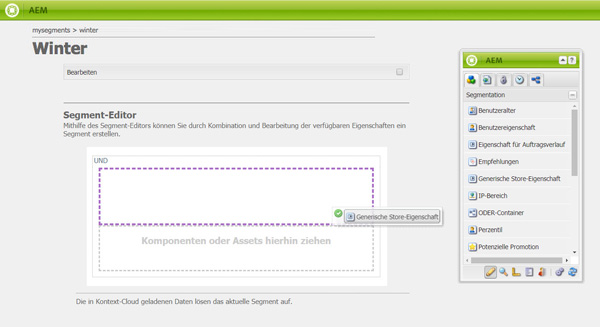 AEM
mysegments > winter
Winter
Bearbeiten
Segment-Editor
Mithilfe des Segment-Editors können Sie durch Kombination und Bearbeitung der verfügbaren Eigenschaften ein
Segment erstellen.
UND
Generische Store-Eigenschaft
Komponenten oder Assets hierhin ziehen
Die in Kontext-Cloud geladenen Daten lösen das aktuelle Segment auf.
AEM
?
Segmentation
Benutzeralter
Benutzereigenschaft
Eigenschaft für Auftragsverlauf
Empfehlungen
Generische Store-Eigenschaft
IP-Bereich
ODER-Container
Perzentil
Potenzielle Promotion